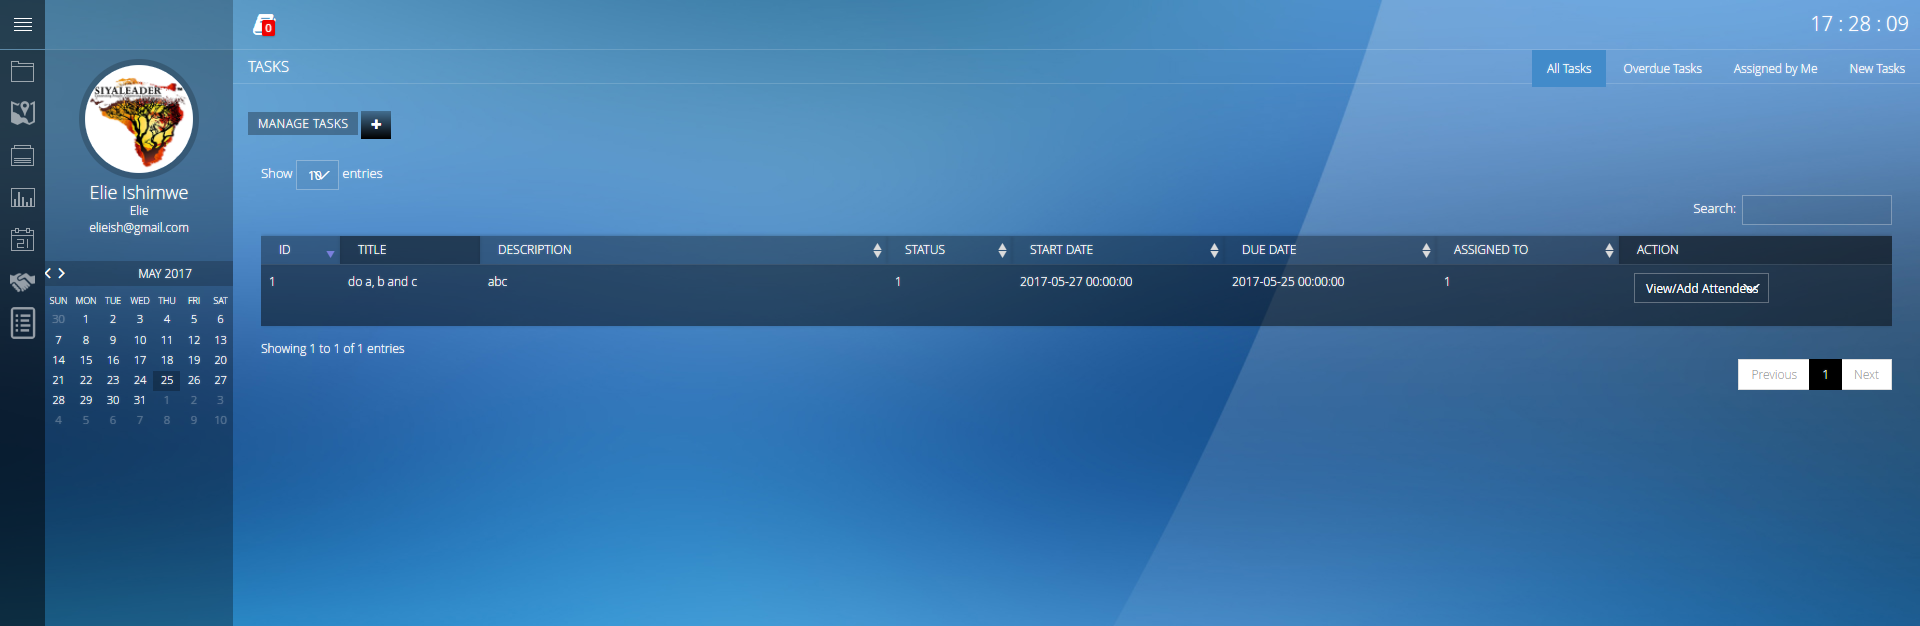 0
17 : 28 : 09
TASKS
All Tasks Overdue Tasks Assigned by Me New Tasks
SIYALEADER
Elie Ishimwe
Elie
elieish@gmail.com
MANAGE TASKS +
Show 10 entries
Search:
ID TITLE DESCRIPTION STATUS START DATE DUE DATE ASSIGNED TO ACTION
1 do a, b and c abc 1 2017-05-27 00:00:00 2017-05-25 00:00:00 1 View/Add Attendees
Showing 1 to 1 of 1 entries
Previous 1 Next
21
MAY 2017
SUN MON TUE WED THU FRI SAT
30 1 2 3 4 5 6
7 8 9 10 11 12 13
14 15 16 17 18 19 20
21 22 23 24 25 26 27
28 29 30 31 1 2 3
4 5 6 7 8 9 10